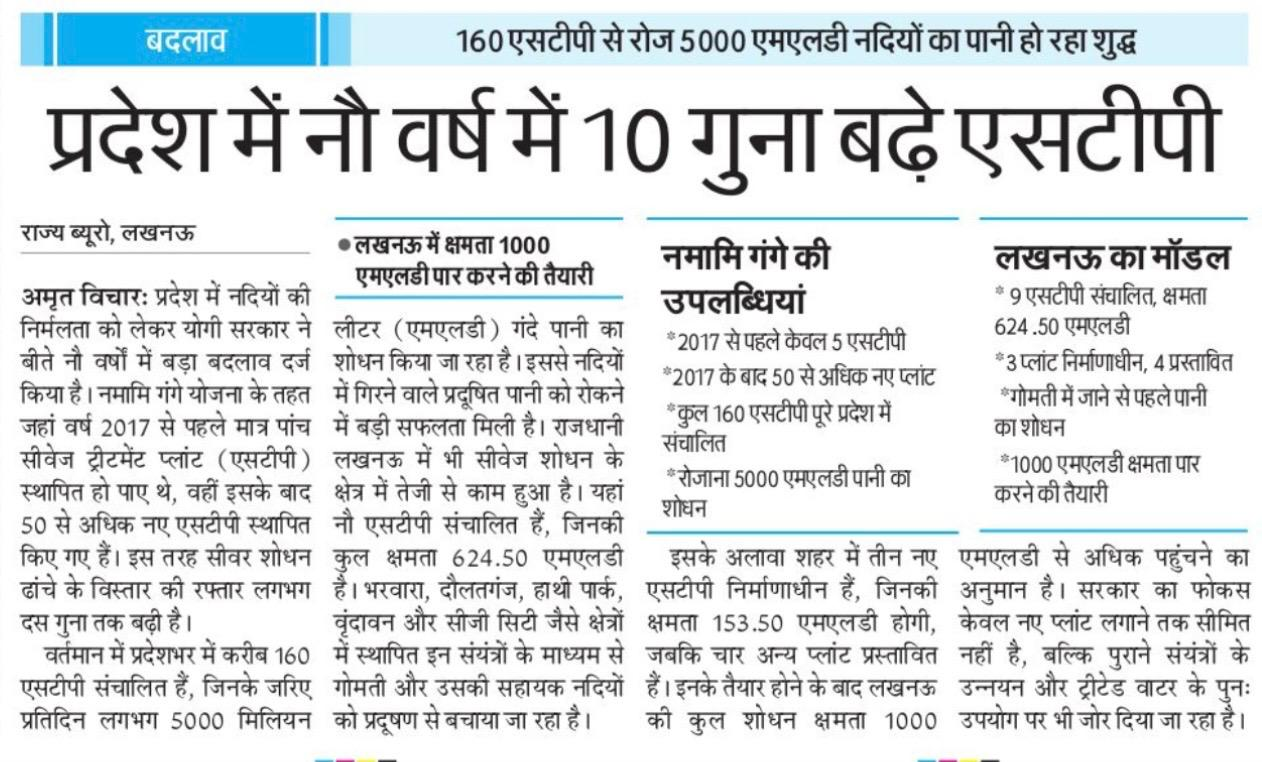 बदलाव
160 एसटीपी से रोज 5000 एमएलडी नदियों का पानी हो रहा शुद्ध
प्रदेश में नौ वर्ष में 10 गुना बढ़े एसटीपी
राज्य ब्यूरो, लखनऊ
अमृत विचार: प्रदेश में नदियों की
निर्मलता को लेकर योगी सरकार ने
बीते नौ वर्षों में बड़ा बदलाव दर्ज
किया है। नमामि गंगे योजना के तहत
जहां वर्ष 2017 से पहले मात्र पांच
सीवेज ट्रीटमेंट प्लांट (एसटीपी)
स्थापित हो पाए थे, वहीं इसके बाद
50 से अधिक नए एसटीपी स्थापित
किए गए हैं। इस तरह सीवर शोधन
ढांचे के विस्तार की रफ्तार लगभग
दस गुना तक बढ़ी है।
वर्तमान में प्रदेशभर में करीब 160
एसटीपी संचालित हैं, जिनके जरिए
प्रतिदिन लगभग 5000 मिलियन
● लखनऊ में क्षमता 1000
एमएलडी पार करने की तैयारी
लीटर (एमएलडी) गंदे पानी का
शोधन किया जा रहा है। इससे नदियों
में गिरने वाले प्रदूषित पानी को रोकने
में बड़ी सफलता मिली है। राजधानी
लखनऊ में भी सीवेज शोधन के
क्षेत्र में तेजी से काम हुआ है। यहां
नौ एसटीपी संचालित हैं, जिनकी
कुल क्षमता 624.50 एमएलडी
है। भरवारा, दौलतगंज, हाथी पार्क,
वृंदावन और सीजी सिटी जैसे क्षेत्रों
में स्थापित इन संयंत्रों के माध्यम से
गोमती और उसकी सहायक नदियों
को प्रदूषण से बचाया जा रहा है।
नमामि गंगे की
उपलब्धियां
*2017 से पहले केवल 5 एसटीपी
*2017 के बाद 50 से अधिक नए प्लांट
*कुल 160 एसटीपी पूरे प्रदेश में
संचालित
*रोजाना 5000 एमएलडी पानी का
शोधन
लखनऊ का मॉडल
* 9 एसटीपी संचालित, क्षमता
624 .50 एमएलडी
*3 प्लांट निर्माणाधीन, 4 प्रस्तावित
*गोमती में जाने से पहले पानी
का शोधन
*1000 एमएलडी क्षमता पार
करने की तैयारी
इसके अलावा शहर में तीन नए
एसटीपी निर्माणाधीन हैं, जिनकी
क्षमता 153.50 एमएलडी होगी,
जबकि चार अन्य प्लांट प्रस्तावित
हैं। इनके तैयार होने के बाद लखनऊ
की कुल शोधन क्षमता 1000
एमएलडी से अधिक पहुंचने का
अनुमान है। सरकार का फोकस
केवल नए प्लांट लगाने तक सीमित
नहीं है, बल्कि पुराने संयंत्रों के
उन्नयन और ट्रीटेड वाटर के पुनः
उपयोग पर भी जोर दिया जा रहा है।